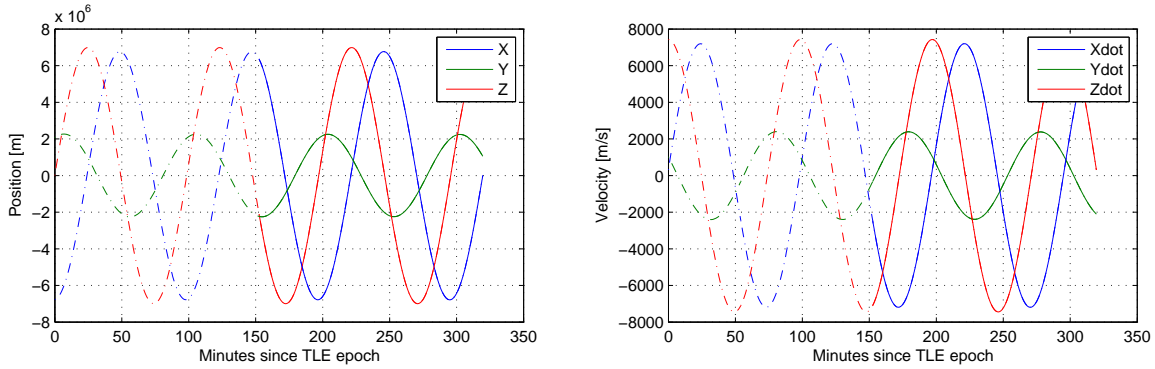 x 10^6
8
6
4
2
0
−2
−4
−6
−8
0 50 100 150 200 250 300 350
Minutes since TLE epoch
Position [m]
X
Y
Z
8000
6000
4000
2000
0
−2000
−4000
−6000
−8000
0 50 100 150 200 250 300 350
Minutes since TLE epoch
Velocity [m/s]
Xdot
Ydot
Zdot